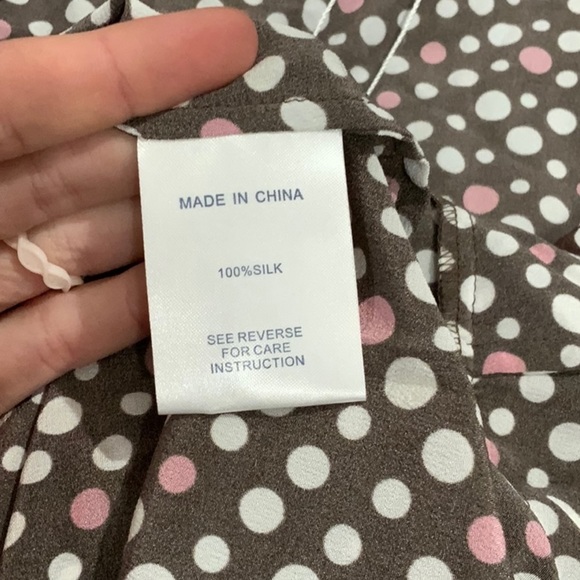 MADE IN CHINA
100%SILK
SEE REVERSE
FOR CARE
INSTRUCTION